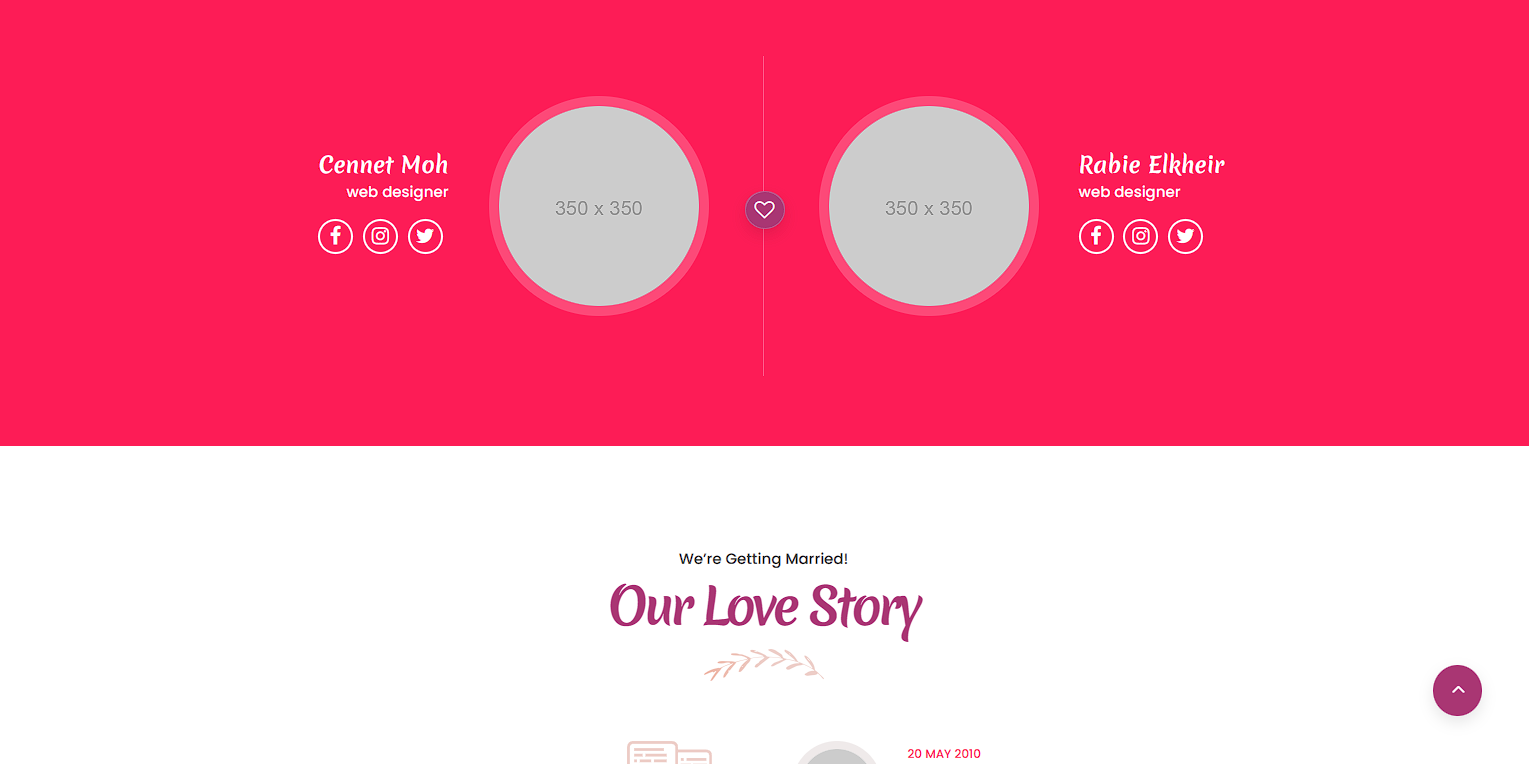 Cennet Moh
web designer
350 x 350
350 x 350
Rabie Elkheir
web designer
We’re Getting Married!
Our Love Story
20 MAY 2010